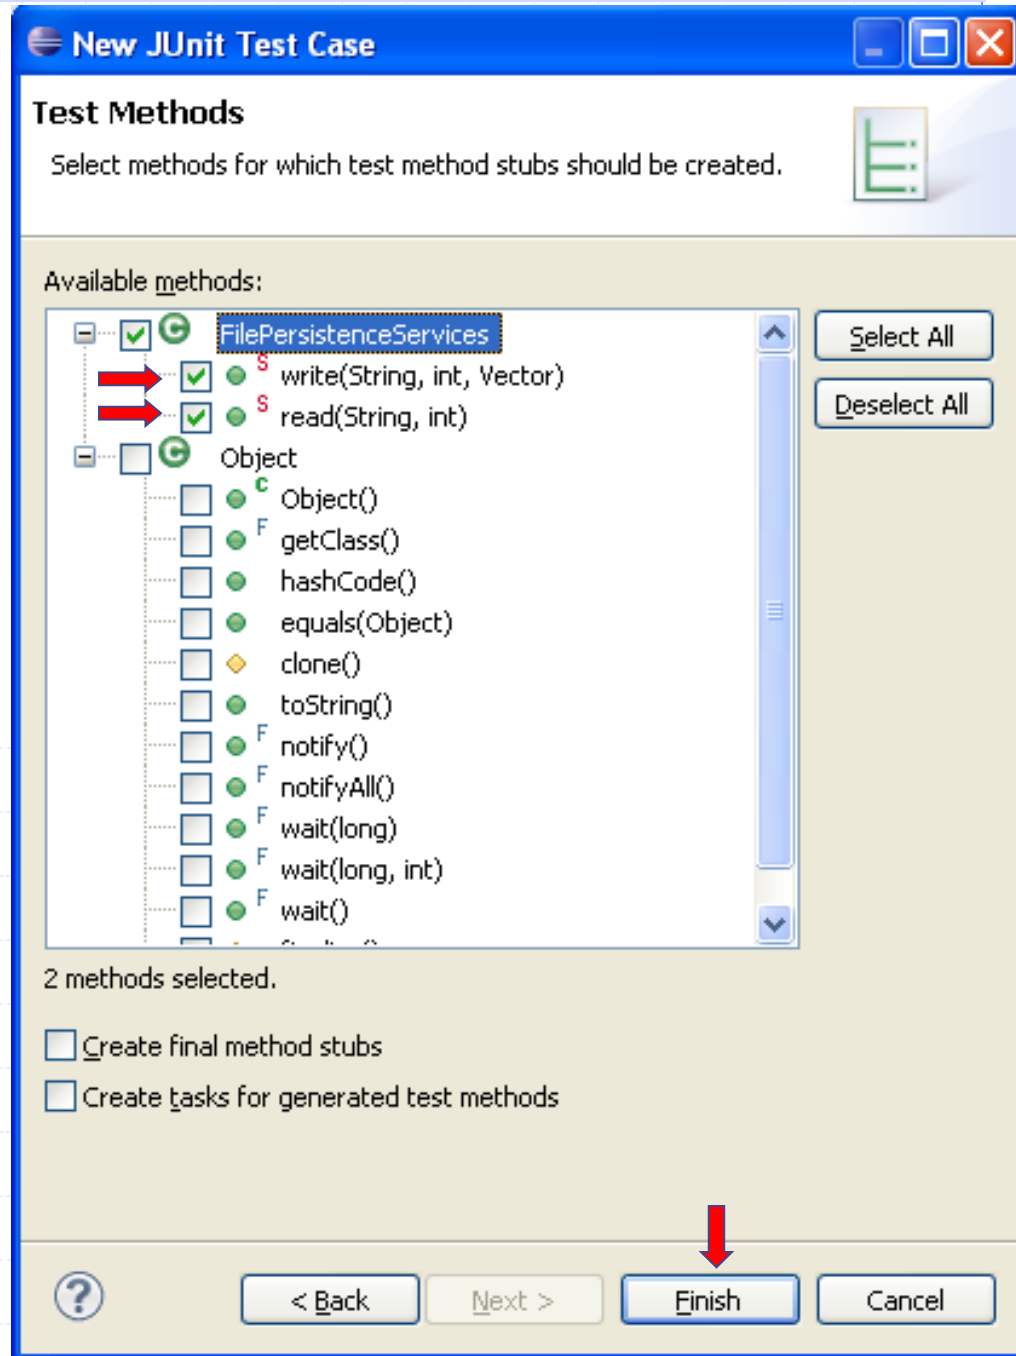 New JUnit Test Case
Test Methods
Select methods for which test method stubs should be created.
Available methods:
FilePersistenceServices
S write(String, int, Vector)
S read(String, int)
Object
C Object()
F getClass()
hashCode()
equals(Object)
clone()
toString()
F notify()
F notifyAll()
F wait(long)
F wait(long, int)
F wait()
Select All
Deselect All
2 methods selected.
Create final method stubs
Create tasks for generated test methods
? < Back Next > Finish Cancel